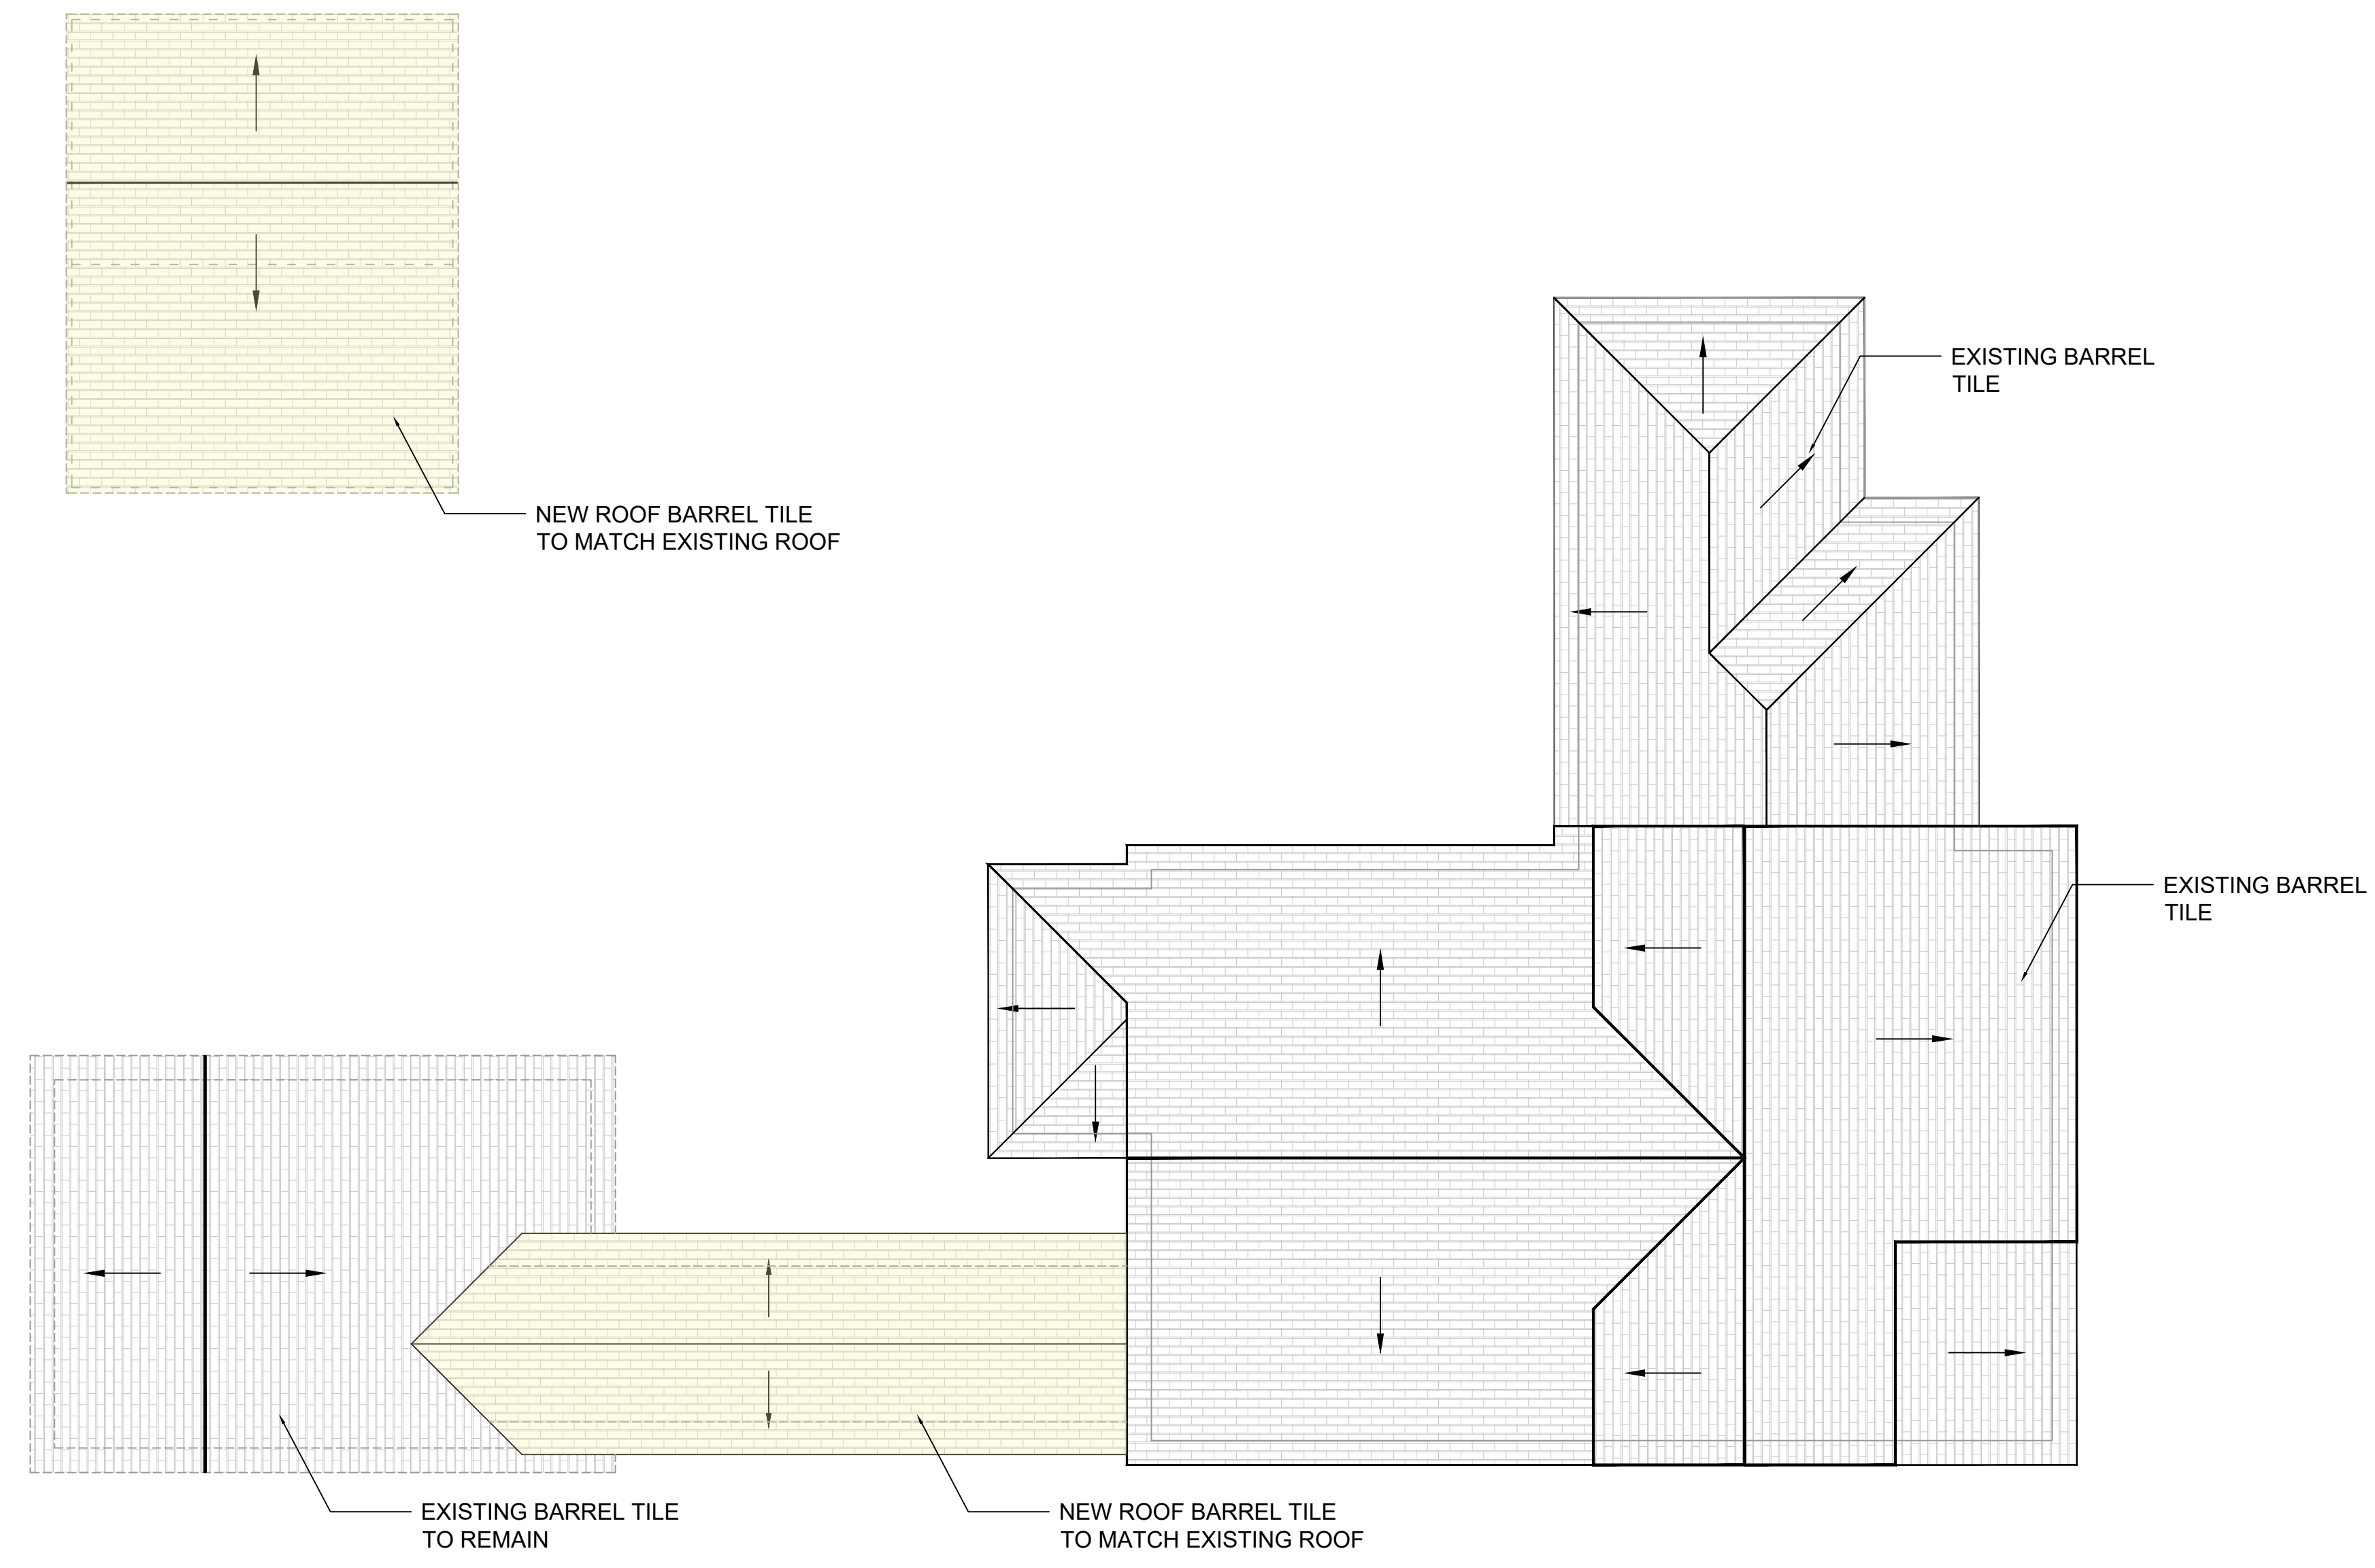 EXISTING BARREL
TILE
NEW ROOF BARREL TILE
TO MATCH EXISTING ROOF
EXISTING BARREL
TILE
EXISTING BARREL TILE
TO REMAIN
NEW ROOF BARREL TILE
TO MATCH EXISTING ROOF